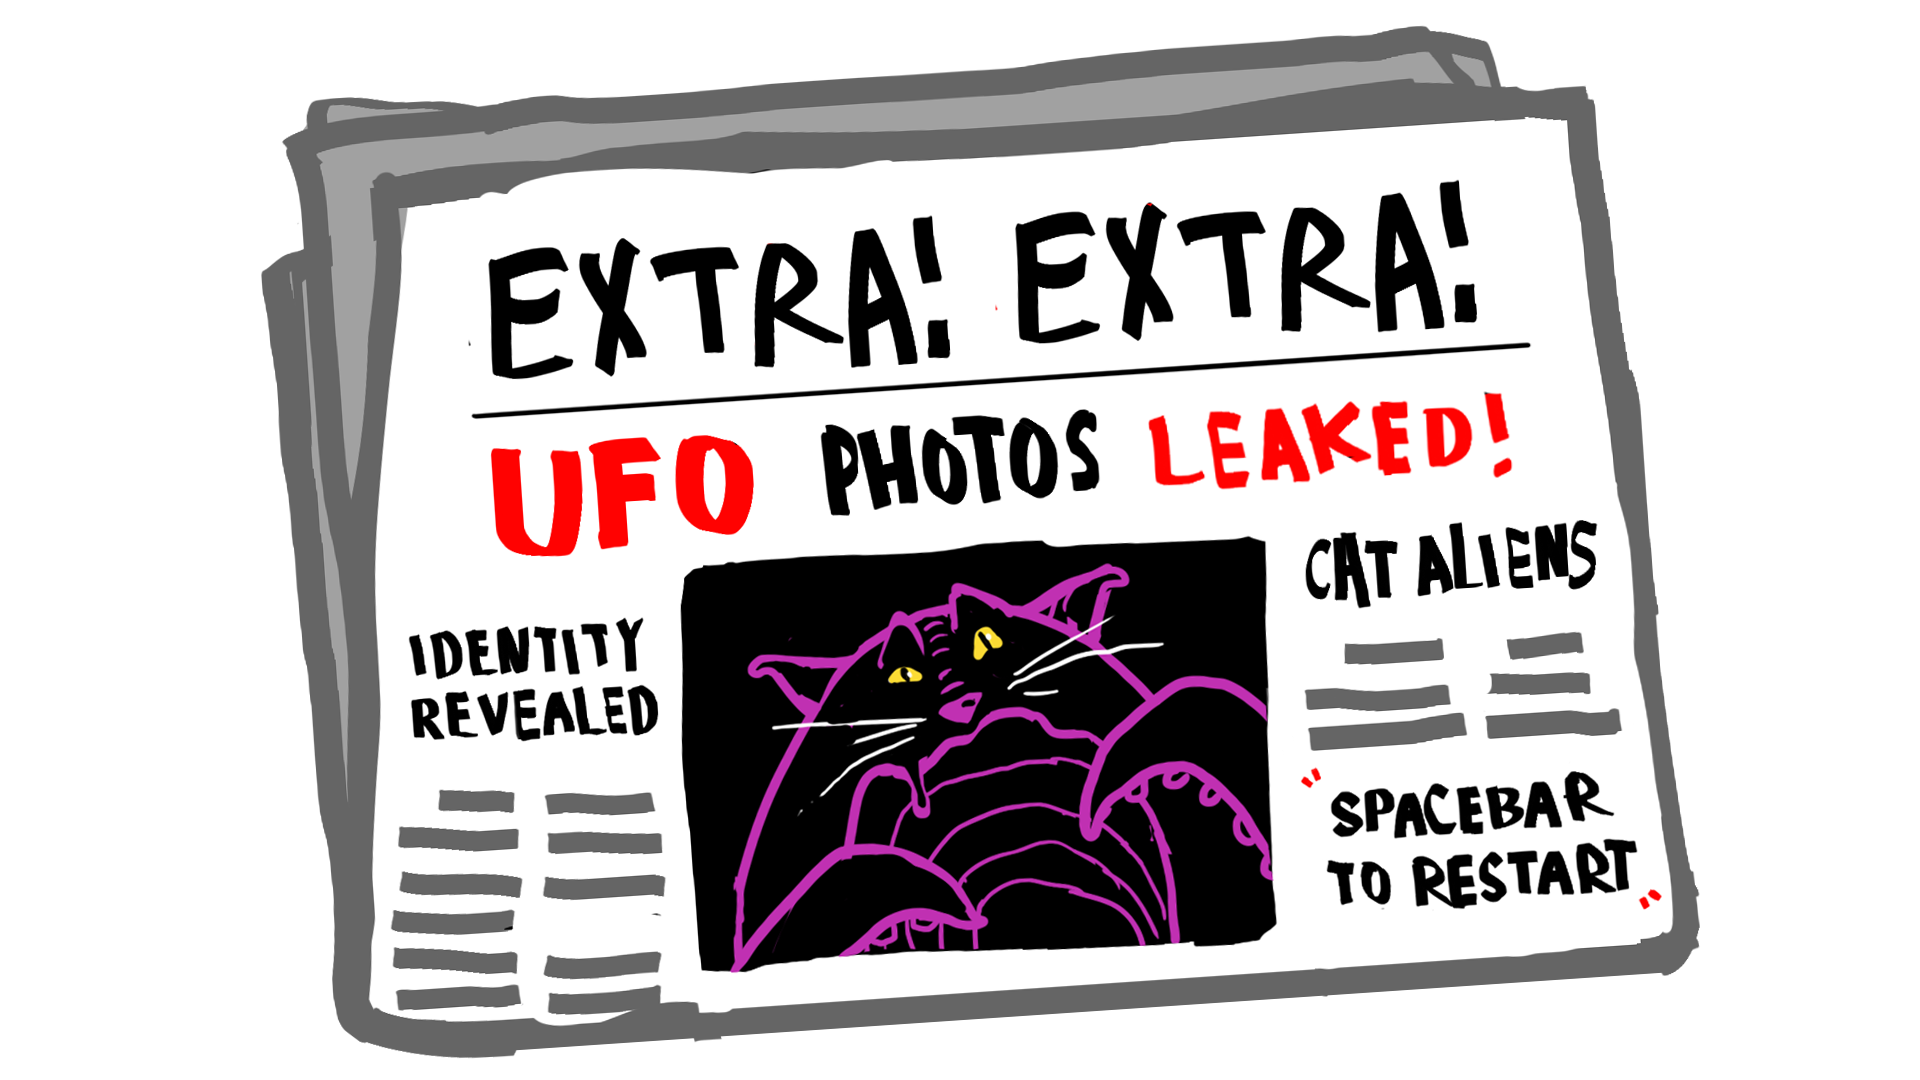 EXTRA! EXTRA!
UFO PHOTOS LEAKED!
IDENTITY
REVEALED
CAT ALIENS
"SPACEBAR
TO RESTART"